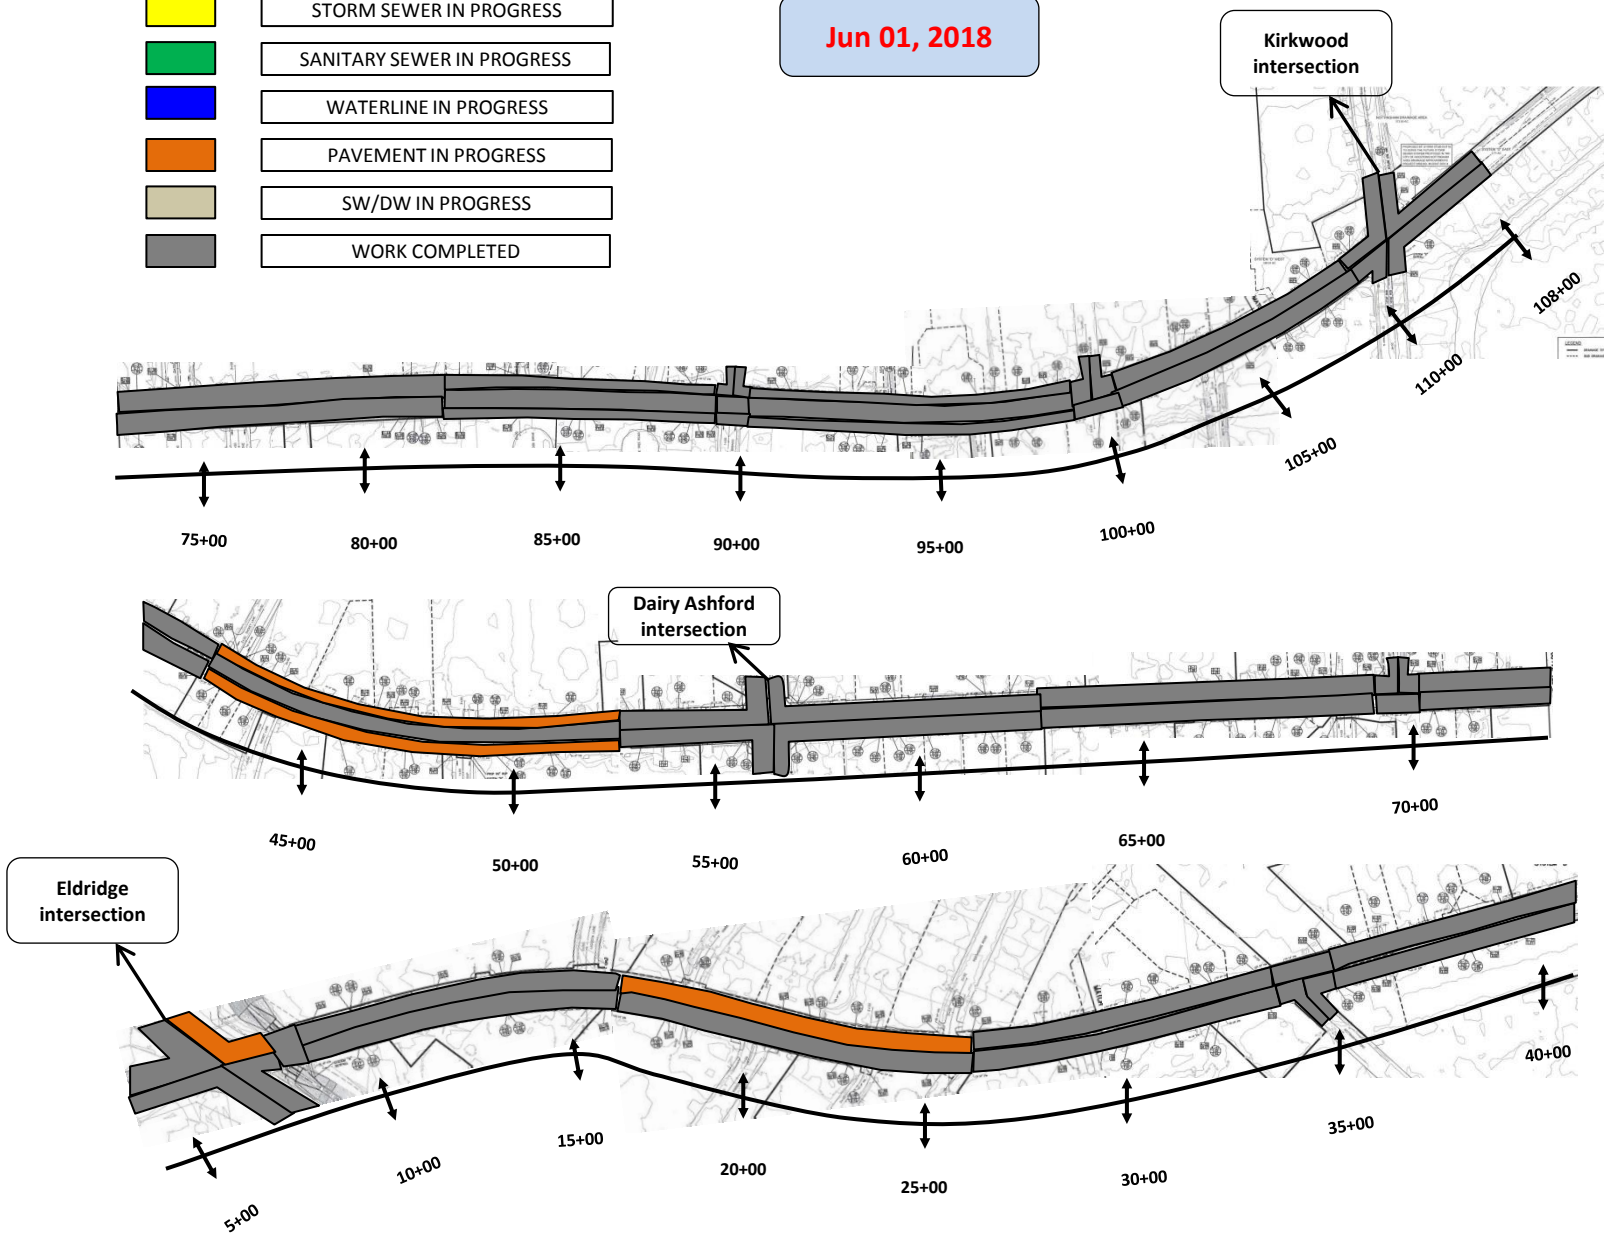 STORM SEWER IN PROGRESS
SANITARY SEWER IN PROGRESS
WATERLINE IN PROGRESS
PAVEMENT IN PROGRESS
SW/DW IN PROGRESS
WORK COMPLETED
Jun 01, 2018
Kirkwood
intersection
108+00
110+00
105+00
75+00
80+00
85+00
90+00
95+00
100+00
Dairy Ashford
intersection
45+00
50+00
55+00
60+00
65+00
70+00
Eldridge
intersection
5+00
10+00
15+00
20+00
25+00
30+00
35+00
40+00